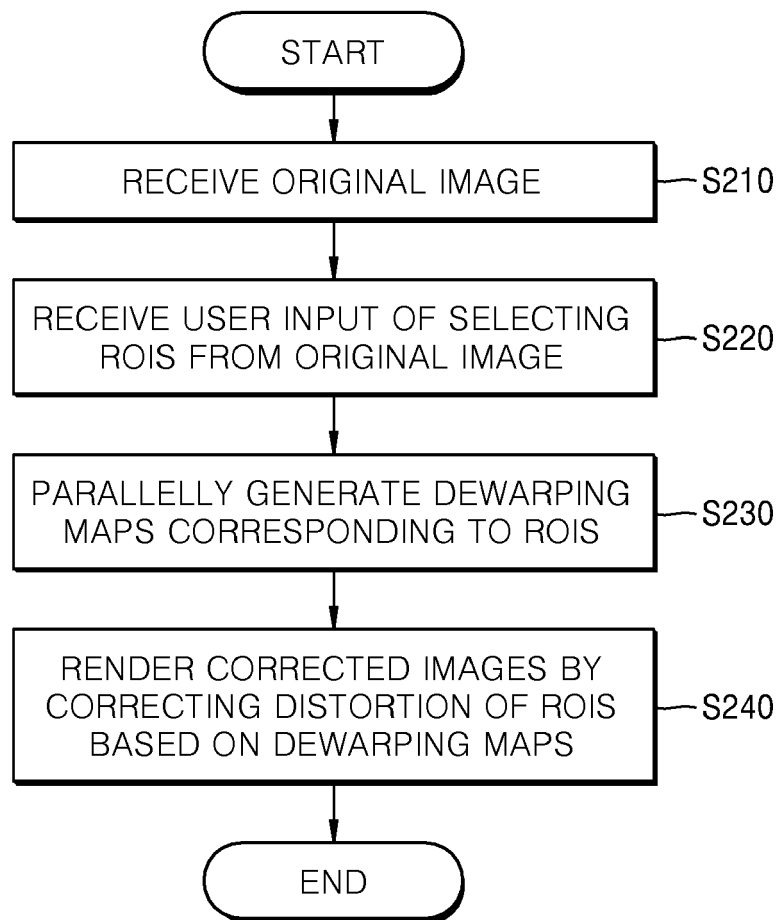 START
RECEIVE ORIGINAL IMAGE
S210
RECEIVE USER INPUT OF SELECTING
ROIS FROM ORIGINAL IMAGE
S220
PARALLELLY GENERATE DEWARPING
MAPS CORRESPONDING TO ROIS
S230
RENDER CORRECTED IMAGES BY
CORRECTING DISTORTION OF ROIS
BASED ON DEWARPING MAPS
S240
END